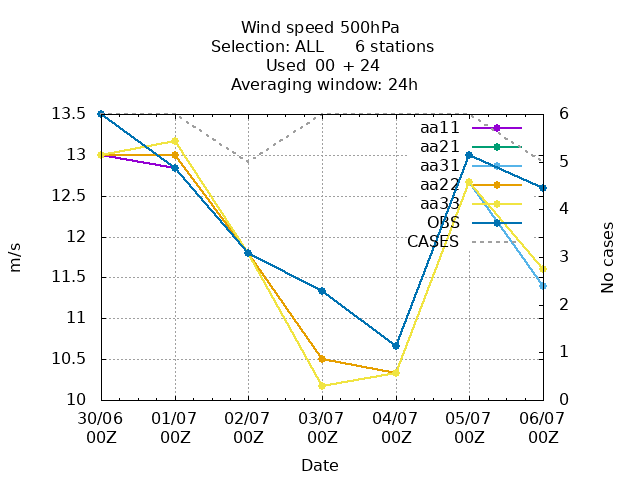 Wind speed 500hPa
Selection: ALL 6 stations
Used 00 + 24
Averaging window: 24h
13.5
13
12.5
12
11.5
11
10.5
10
m/s
6
5
4
3
2
1
0
No cases
aa11
aa21
aa31
aa22
aa33
OBS
CASES
30/06 01/07 02/07 03/07 04/07 05/07 06/07
00Z 00Z 00Z 00Z 00Z 00Z 00Z
Date